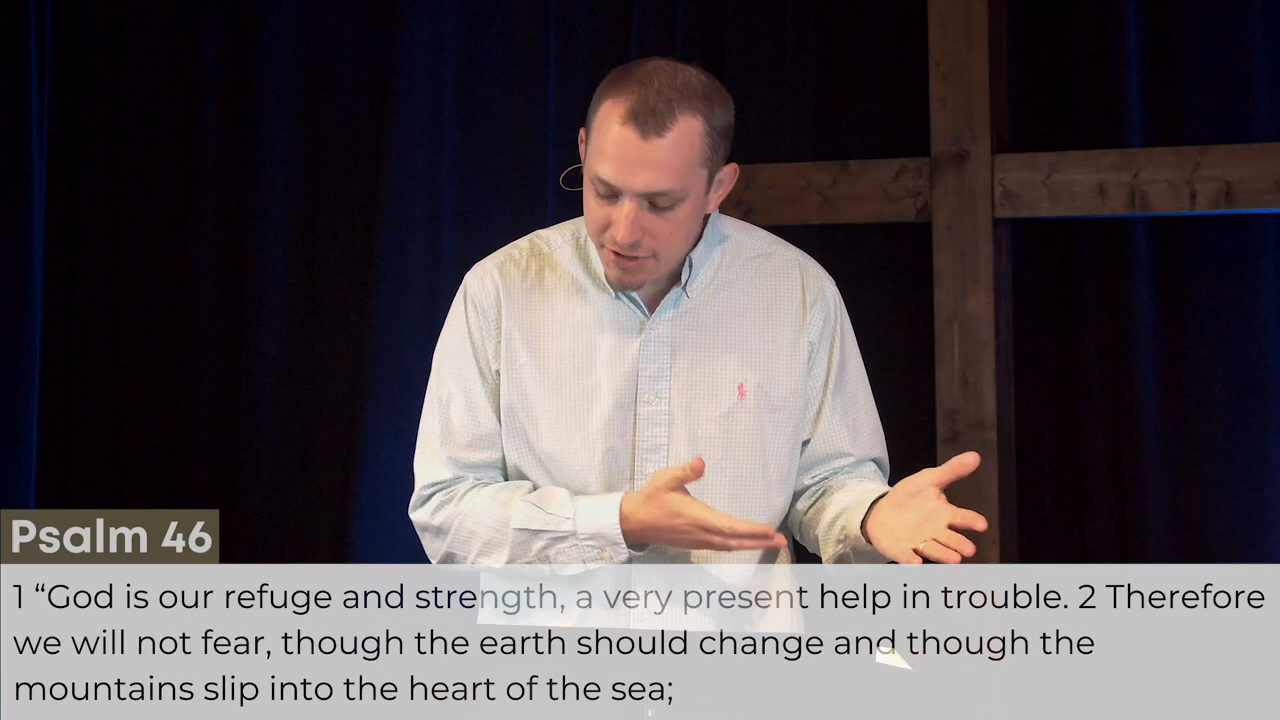 Psalm 46
1 “God is our refuge and strength, a very present help in trouble. 2 Therefore
we will not fear, though the earth should change and though the
mountains slip into the heart of the sea;